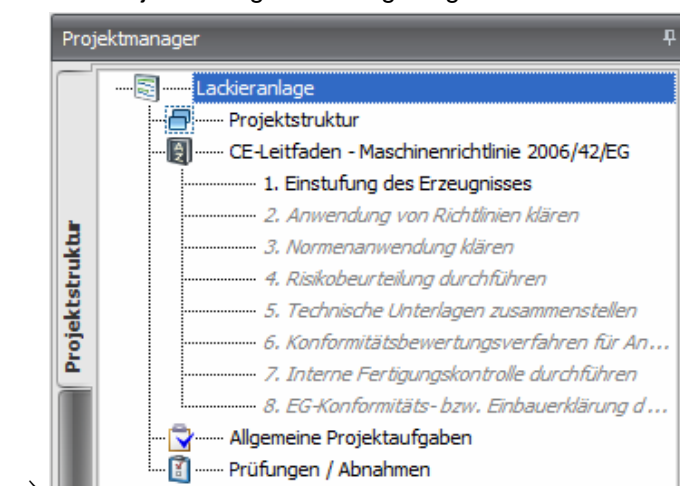 Projektmanager
Projektstruktur
Lackieranlage
Projektstruktur
CE-Leitfaden - Maschinenrichtlinie 2006/42/EG
1. Einstufung des Erzeugnisses
2. Anwendung von Richtlinien klären
3. Normenanwendung klären
4. Risikobeurteilung durchführen
5. Technische Unterlagen zusammenstellen
6. Konformitätsbewertungsverfahren für An...
7. Interne Fertigungskontrolle durchführen
8. EG-Konformitäts- bzw. Einbauerklärung d...
Allgemeine Projektaufgaben
Prüfungen / Abnahmen